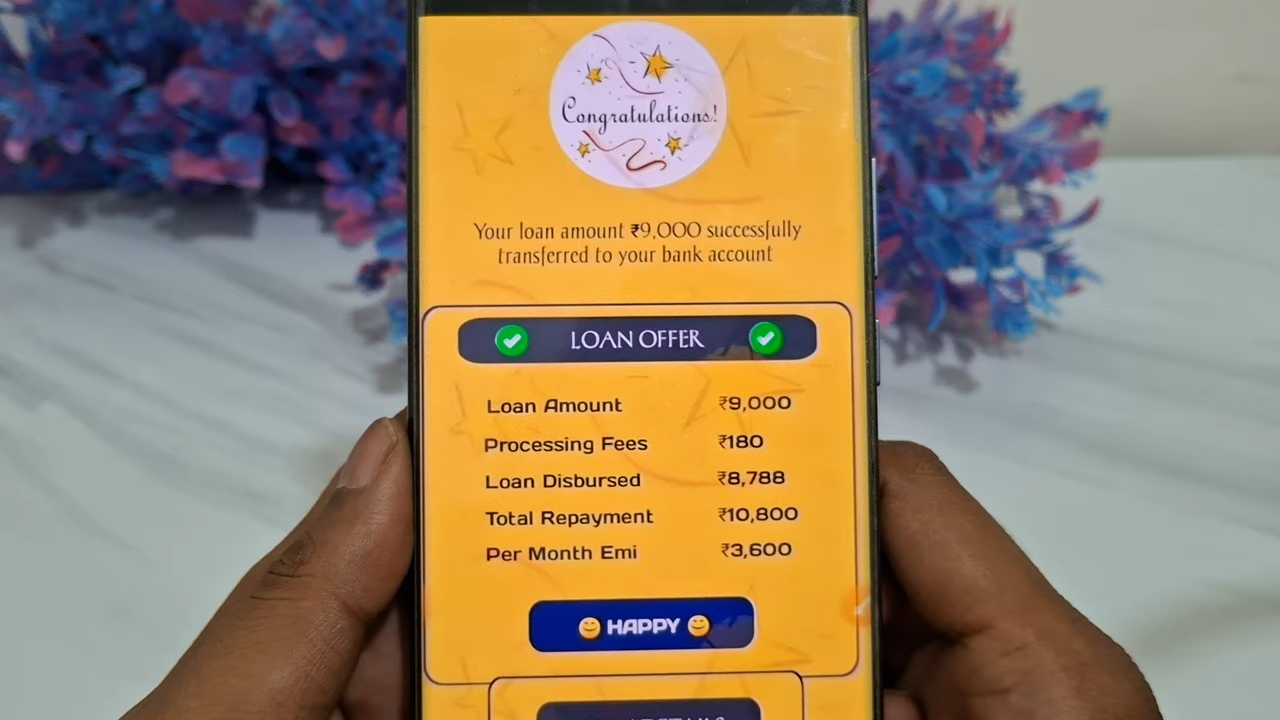 Congratulations!
Your loan amount ₹9,000 successfully
transferred to your bank account
LOAN OFFER
Loan Amount ₹9,000
Processing Fees ₹180
Loan Disbursed ₹8,788
Total Repayment ₹10,800
Per Month Emi ₹3,600
HAPPY